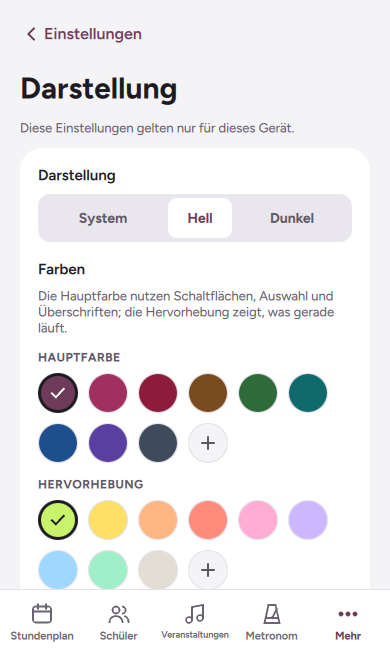 Einstellungen
Darstellung
Diese Einstellungen gelten nur für dieses Gerät.
Darstellung
System Hell Dunkel
Farben
Die Hauptfarbe nutzen Schaltflächen, Auswahl und
Überschriften; die Hervorhebung zeigt, was gerade
läuft.
HAUPTFARBE
HERVORHEBUNG
Stundenplan Schüler Veranstaltungen Metronom Mehr